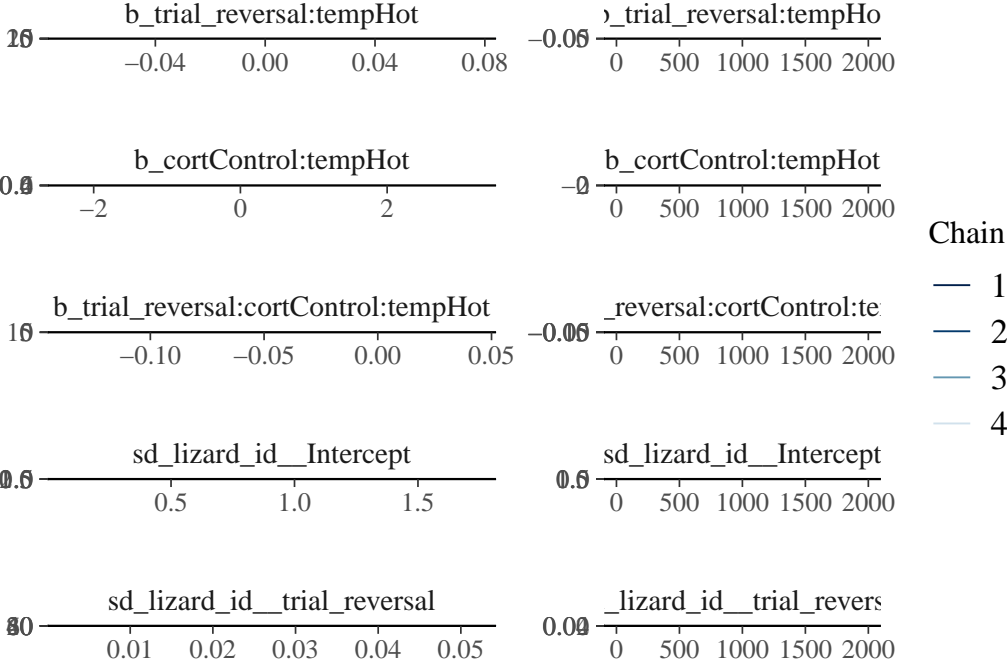 b_trial_reversal:tempHot
−0.04 0.00 0.04 0.08
_trial_reversal:tempHo
0 500 1000 1500 2000
b_cortControl:tempHot
−2 0 2
b_cortControl:tempHot
0 500 1000 1500 2000
Chain
1
2
3
4
b_trial_reversal:cortControl:tempHot
−0.10 −0.05 0.00 0.05
_reversal:cortControl:te
0 500 1000 1500 2000
sd_lizard_id__Intercept
0.5 1.0 1.5
sd_lizard_id__Intercept
0 500 1000 1500 2000
sd_lizard_id__trial_reversal
0.01 0.02 0.03 0.04 0.05
_lizard_id__trial_revers
0 500 1000 1500 2000